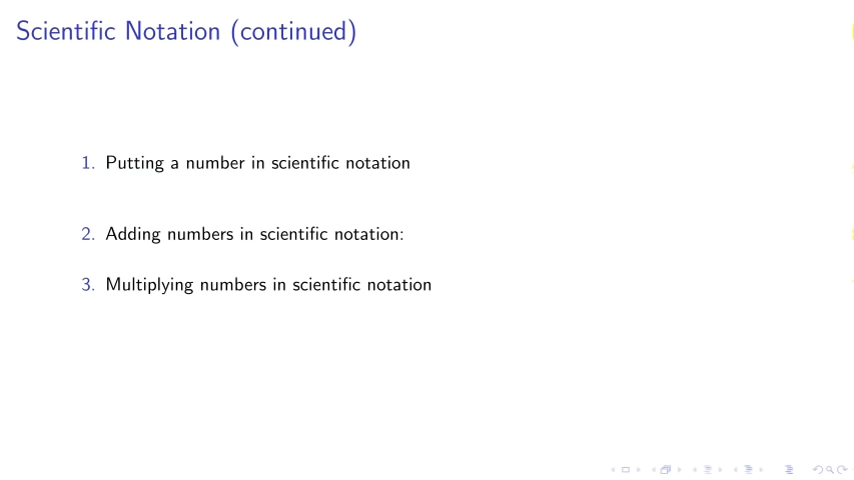 Scientific Notation (continued)
1. Putting a number in scientific notation
2. Adding numbers in scientific notation:
3. Multiplying numbers in scientific notation